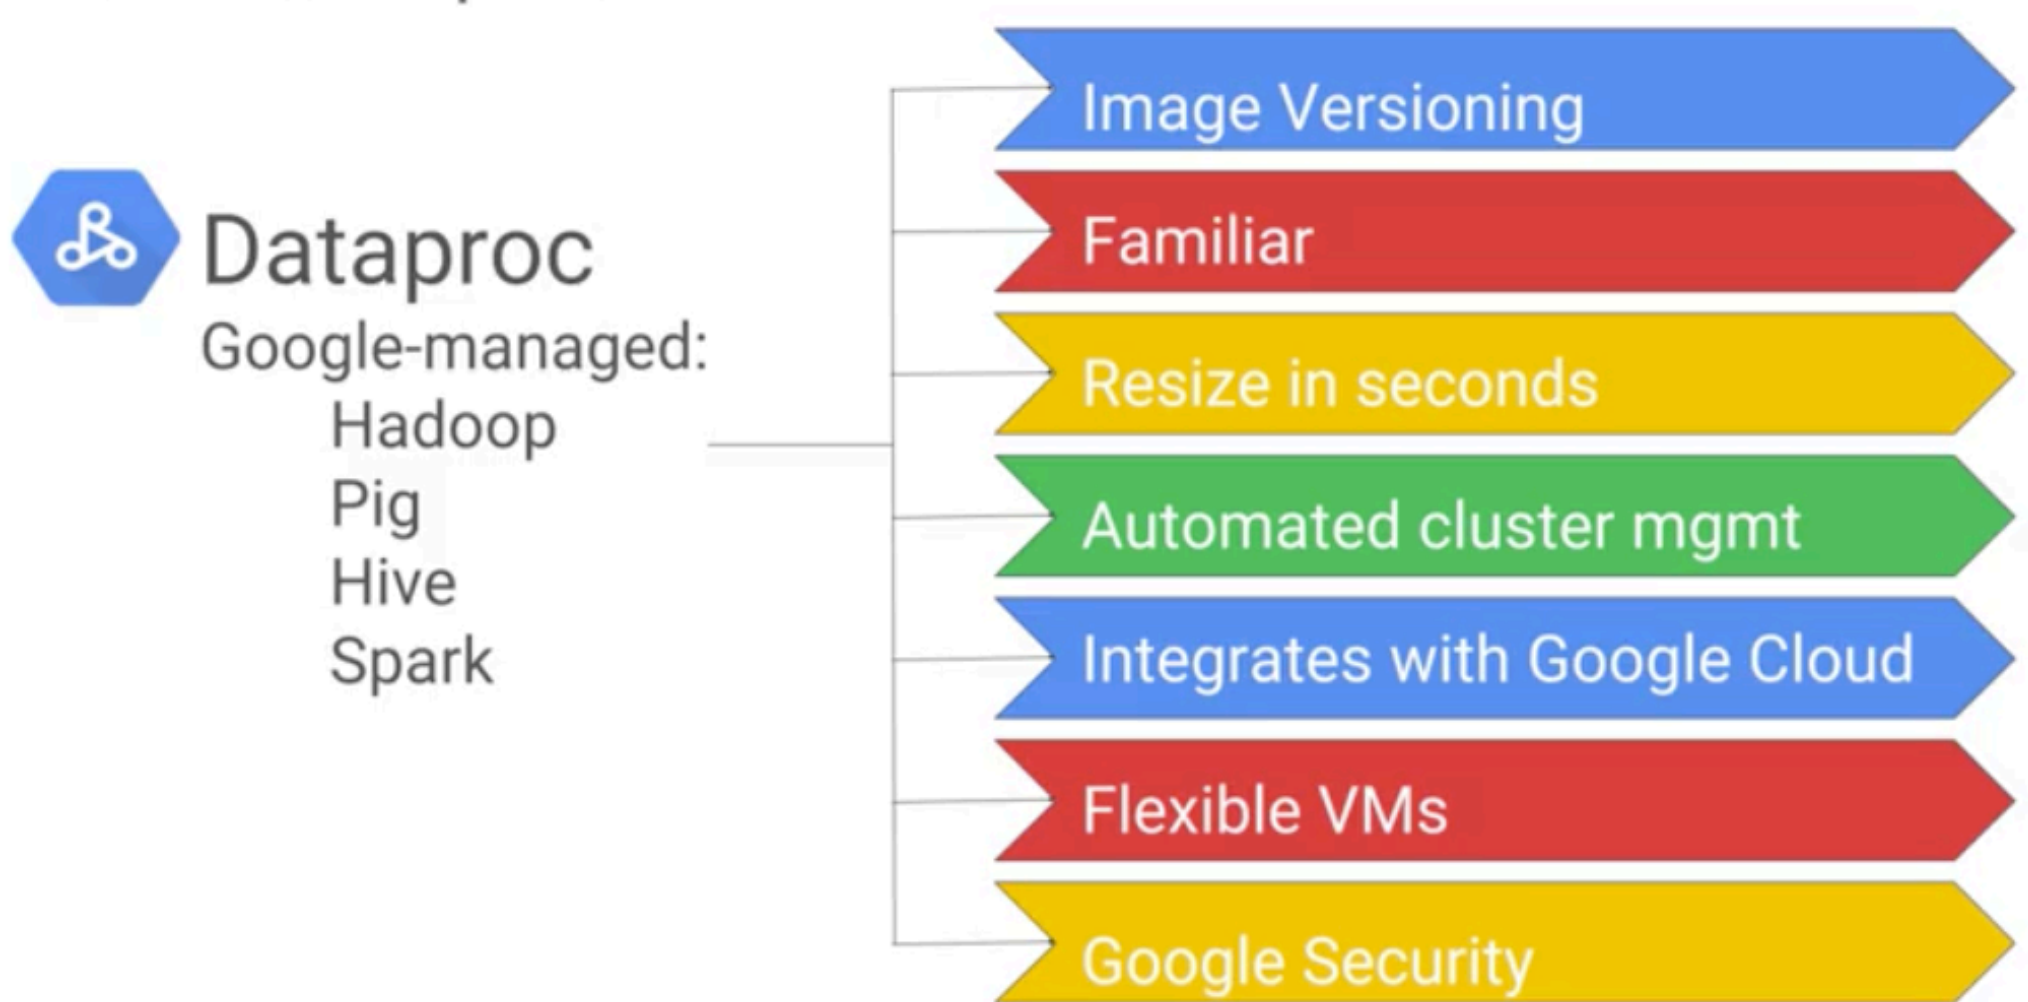 Dataproc
Google-managed:
Hadoop
Pig
Hive
Spark
Image Versioning
Familiar
Resize in seconds
Automated cluster mgmt
Integrates with Google Cloud
Flexible VMs
Google Security